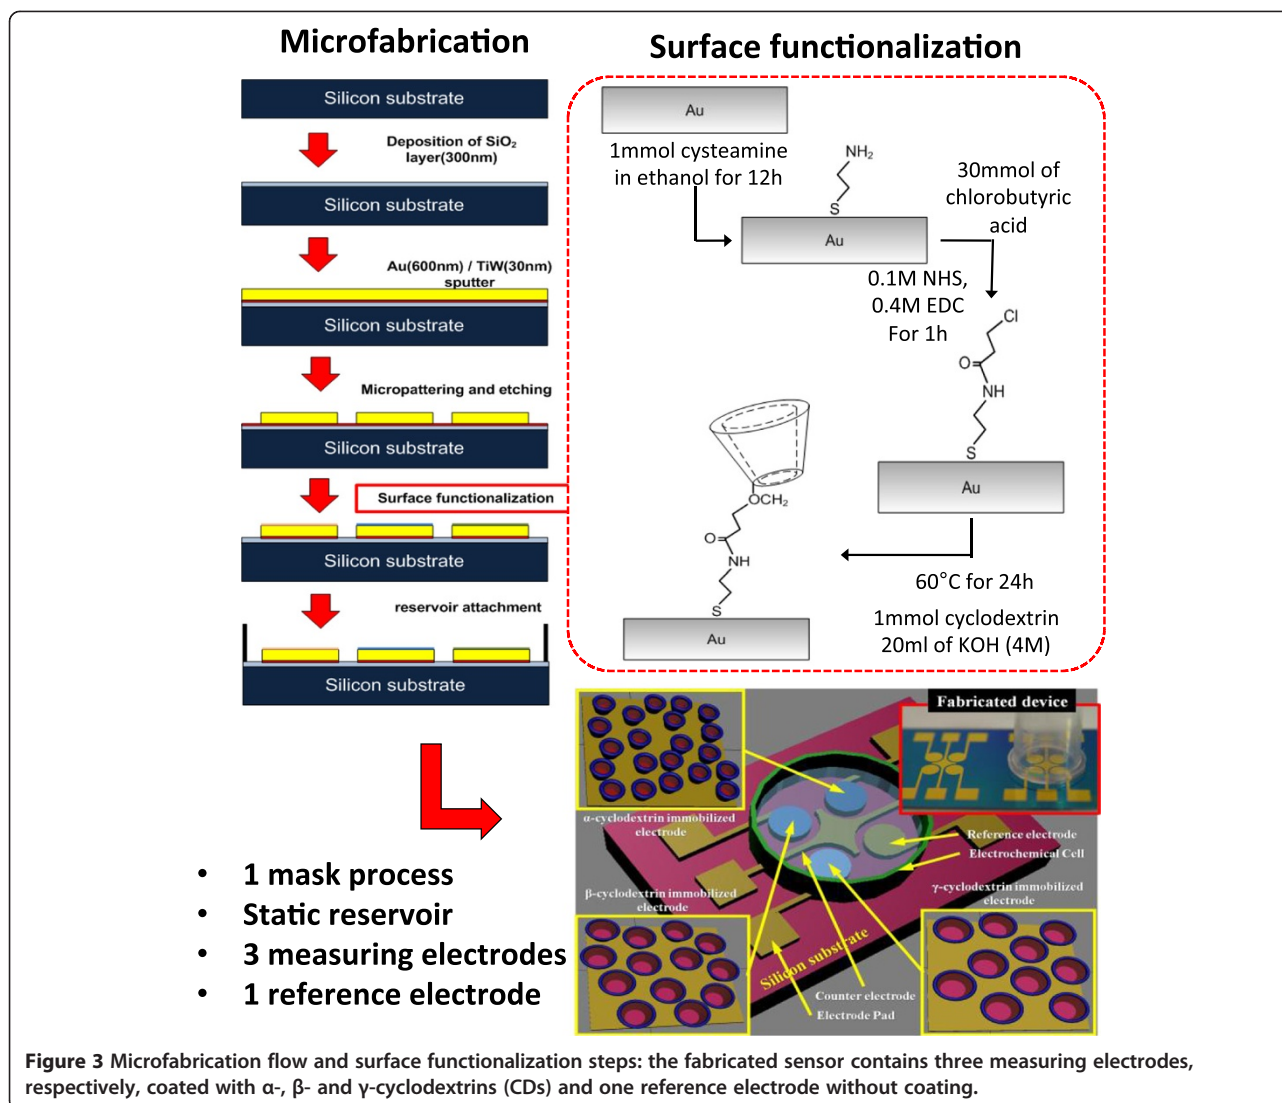 Microfabrication
Silicon substrate
Deposition of SiO₂
layer(300nm)
Silicon substrate
Au(600nm) / TiW(30nm)
sputter
Silicon substrate
Micropattering and etching
Silicon substrate
Surface functionalization
Silicon substrate
reservoir attachment
Silicon substrate
Surface functionalization
Au
1mmol cysteamine
in ethanol for 12h
NH₂
S
Au
30mmol of
chlorobutyric
acid
0.1M NHS,
0.4M EDC
For 1h
Cl
O
NH
S
Au
60°C for 24h
1mmol cyclodextrin
20ml of KOH (4M)
OCH₂
O
NH
S
Au
• 1 mask process
• Static reservoir
• 3 measuring electrodes
• 1 reference electrode
Fabricated device
α-cyclodextrin immobilized
electrode
Reference electrode
Electrochemical Cell
β-cyclodextrin immobilized
electrode
γ-cyclodextrin immobilized
electrode
Silicon substrate
Counter electrode
Electrode Pad
Figure 3 Microfabrication flow and surface functionalization steps: the fabricated sensor contains three measuring electrodes,
respectively, coated with α-, β- and γ-cyclodextrins (CDs) and one reference electrode without coating.